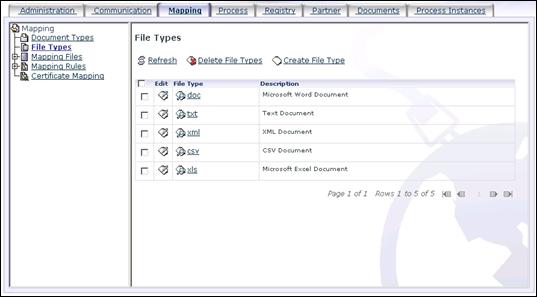 Administration Communication Mapping Process Registry Partner Documents Process Instances
Mapping
Document Types
File Types
Mapping Files
Mapping Rules
Certificate Mapping
File Types
Refresh Delete File Types Create File Type
Edit File Type Description
doc Microsoft Word Document
txt Text Document
xml XML Document
csv CSV Document
xls Microsoft Excel Document
Page 1 of 1 Rows 1 to 5 of 5 1